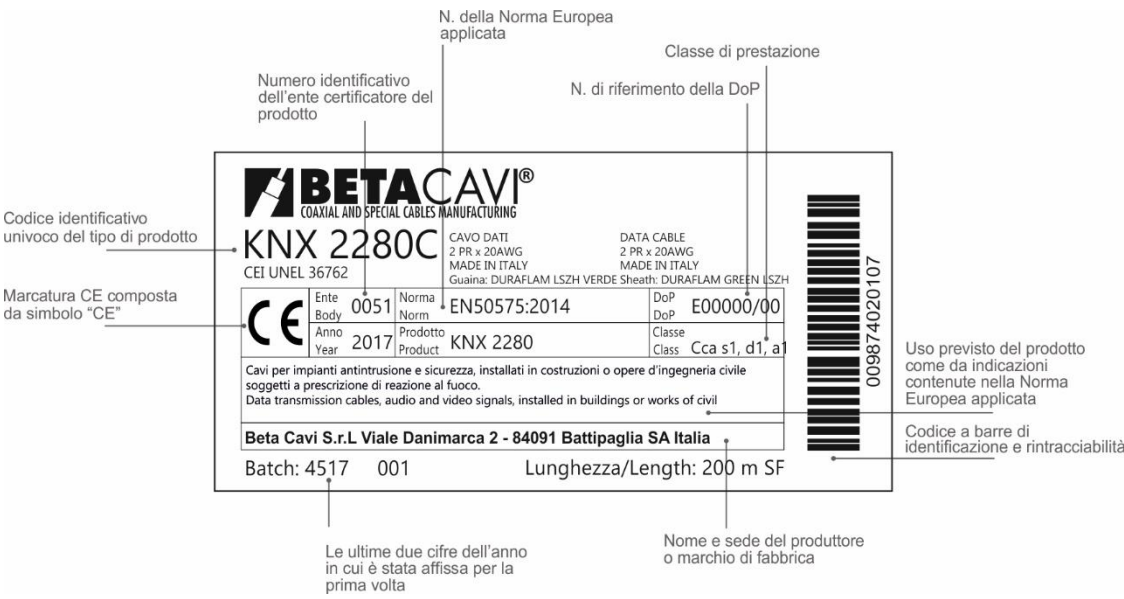 N. della Norma Europea
applicata
Classe di prestazione
Numero identificativo
dell'ente certificatore del
prodotto
N. di riferimento della DoP
BETACAVI®
COAXIAL AND SPECIAL CABLES MANUFACTURING
Codice identificativo
univoco del tipo di prodotto
KNX 2280C
CEI UNEL 36762
CAVO DATI
2 PR x 20AWG
MADE IN ITALY
Guaina: DURAFLAM LSZH VERDE
DATA CABLE
2 PR x 20AWG
MADE IN ITALY
Sheath: DURAFLAM GREEN LSZH
Marcatura CE composta
da simbolo “CE”
CE
Ente
Body
0051
Norma
Norm
EN50575:2014
DoP
DoP
E00000/00
Anno
Year
2017
Prodotto
Product
KNX 2280
Classe
Class
Cca s1, d1, a1
Cavi per impianti antintrusione e sicurezza, installati in costruzioni o opere d'ingegneria civile
soggetti a prescrizione di reazione al fuoco.
Data transmission cables, audio and video signals, installed in buildings or works of civil
Beta Cavi S.r.L Viale Danimarca 2 - 84091 Battipaglia SA Italia
Batch: 4517 001
Lunghezza/Length: 200 m SF
009874020107
Uso previsto del prodotto
come da indicazioni
contenute nella Norma
Europea applicata
Codice a barre di
identificazione e rintracciabilità
Le ultime due cifre dell'anno
in cui è stata affissa per la
prima volta
Nome e sede del produttore
o marchio di fabbrica